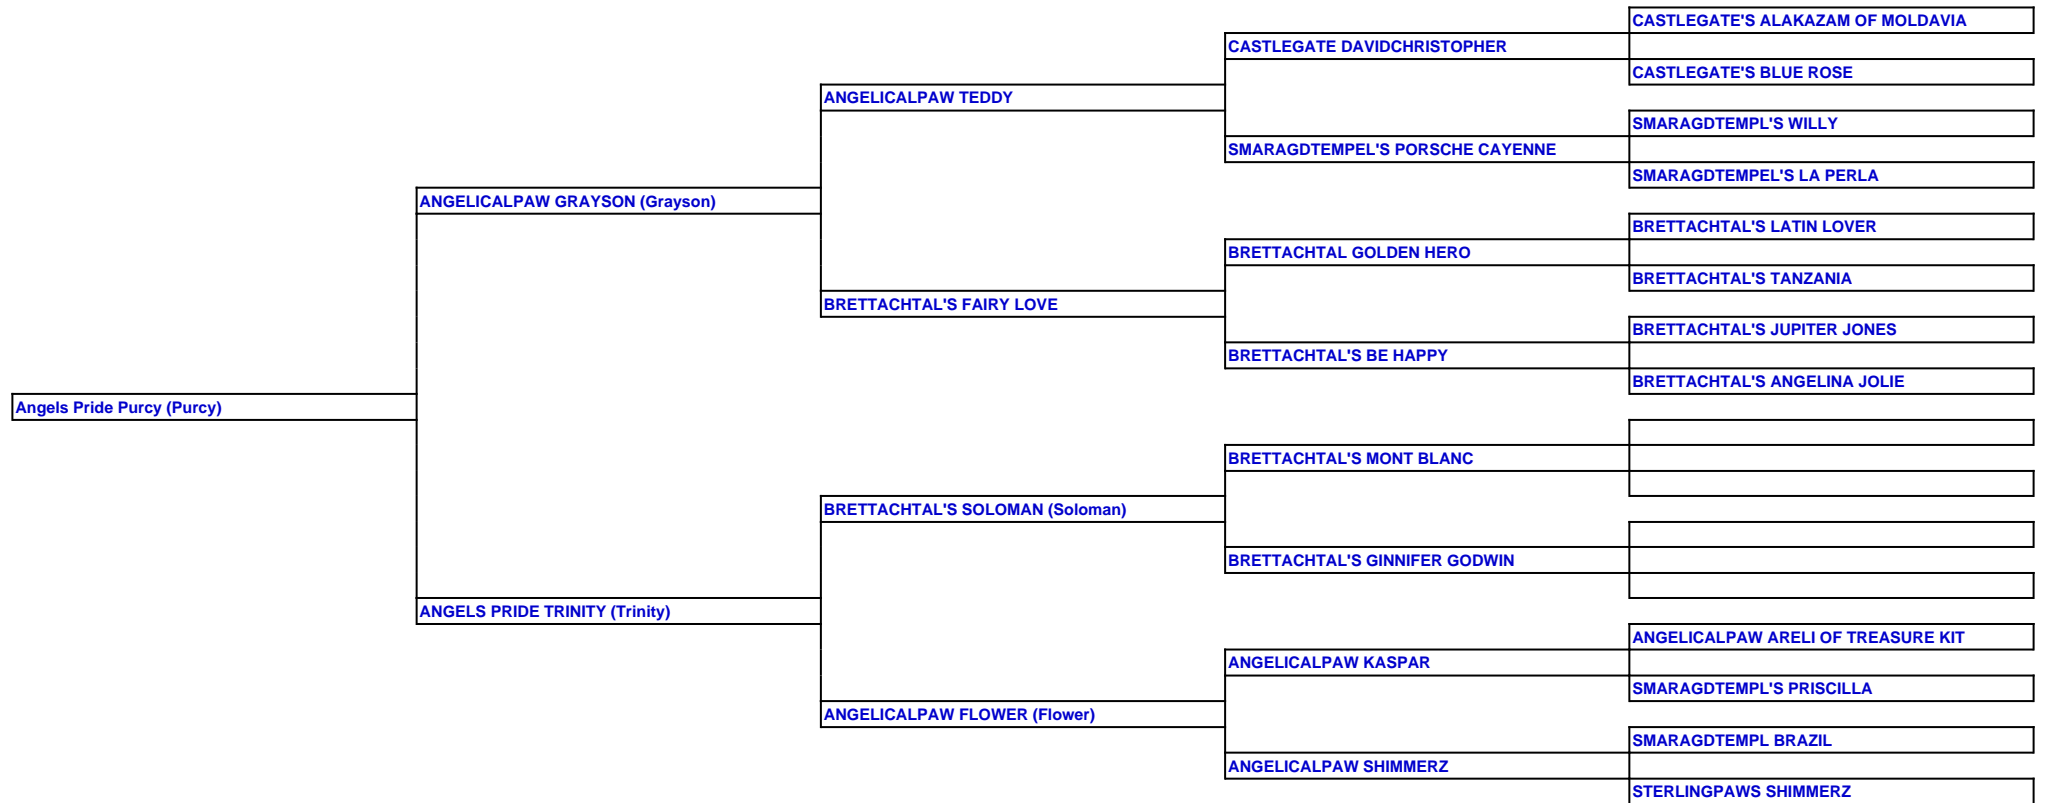 CASTLEGATE'S ALAKAZAM OF MOLDAVIA
CASTLEGATE DAVIDCHRISTOPHER
CASTLEGATE'S BLUE ROSE
ANGELICALPAW TEDDY
SMARAGDTEMPL'S WILLY
SMARAGDTEMPEL'S PORSCHE CAYENNE
SMARAGDTEMPEL'S LA PERLA
ANGELICALPAW GRAYSON (Grayson)
BRETTACHTAL'S LATIN LOVER
BRETTACHTAL GOLDEN HERO
BRETTACHTAL'S TANZANIA
BRETTACHTAL'S FAIRY LOVE
BRETTACHTAL'S JUPITER JONES
BRETTACHTAL'S BE HAPPY
BRETTACHTAL'S ANGELINA JOLIE
Angels Pride Purcy (Purcy)
BRETTACHTAL'S MONT BLANC
BRETTACHTAL'S SOLOMAN (Soloman)
BRETTACHTAL'S GINNIFER GODWIN
ANGELS PRIDE TRINITY (Trinity)
ANGELICALPAW ARELI OF TREASURE KIT
ANGELICALPAW KASPAR
SMARAGDTEMPL'S PRISCILLA
ANGELICALPAW FLOWER (Flower)
SMARAGDTEMPL BRAZIL
ANGELICALPAW SHIMMERZ
STERLINGPAWS SHIMMERZ